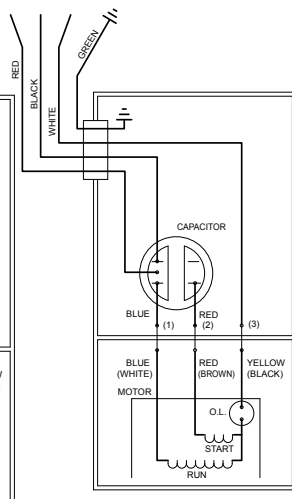 RED
BLACK
WHITE
GREEN
CAPACITOR
BLUE
RED
(1)
(2)
(3)
BLUE
(WHITE)
RED
(BROWN)
YELLOW
(BLACK)
MOTOR
O.L.
START
RUN